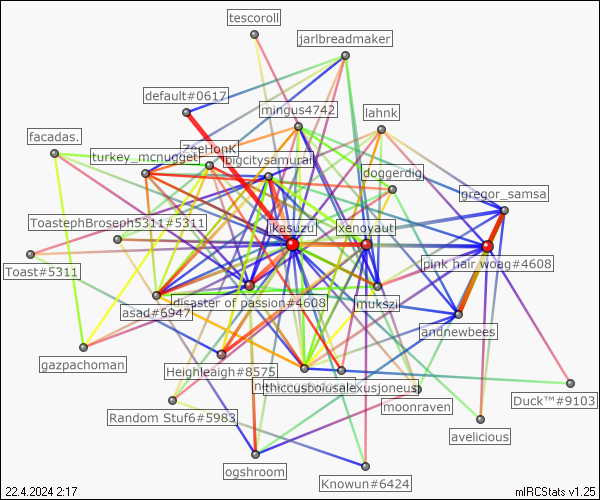 tescoroll
jarlbreadmaker
default#0617
mingus4742
lahnk
facadas.
ZoeHonK
turkey_mcnugget
bigcitysamurai
doggerdig
gregor_samsa
ToastephBroseph5311#5311
ikasuzu
xenoyaut
Toast#5311
pink hair woag#4608
disaster of passion#4608
mukszi
asad#6947
andnewbees
gazpachoman
Heighleaigh#8575
thiccusboiusalexusjoneus
Duck™#9103
moonraven
Random Stuf6#5983
avelicious
ogshroom
Knowun#6424
22.4.2024 2:17
mIRCStats v1.25